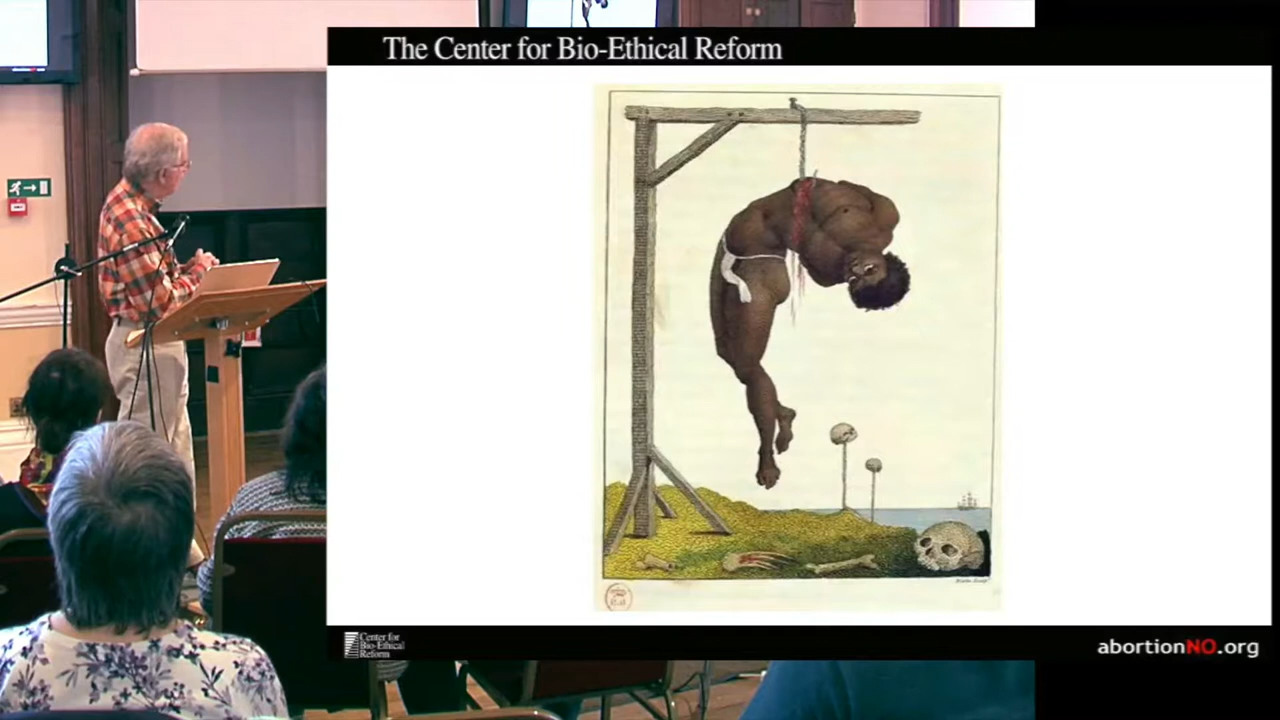 The Center for Bio-Ethical Reform
Center for
Bio-Ethical
Reform
abortionNO.org